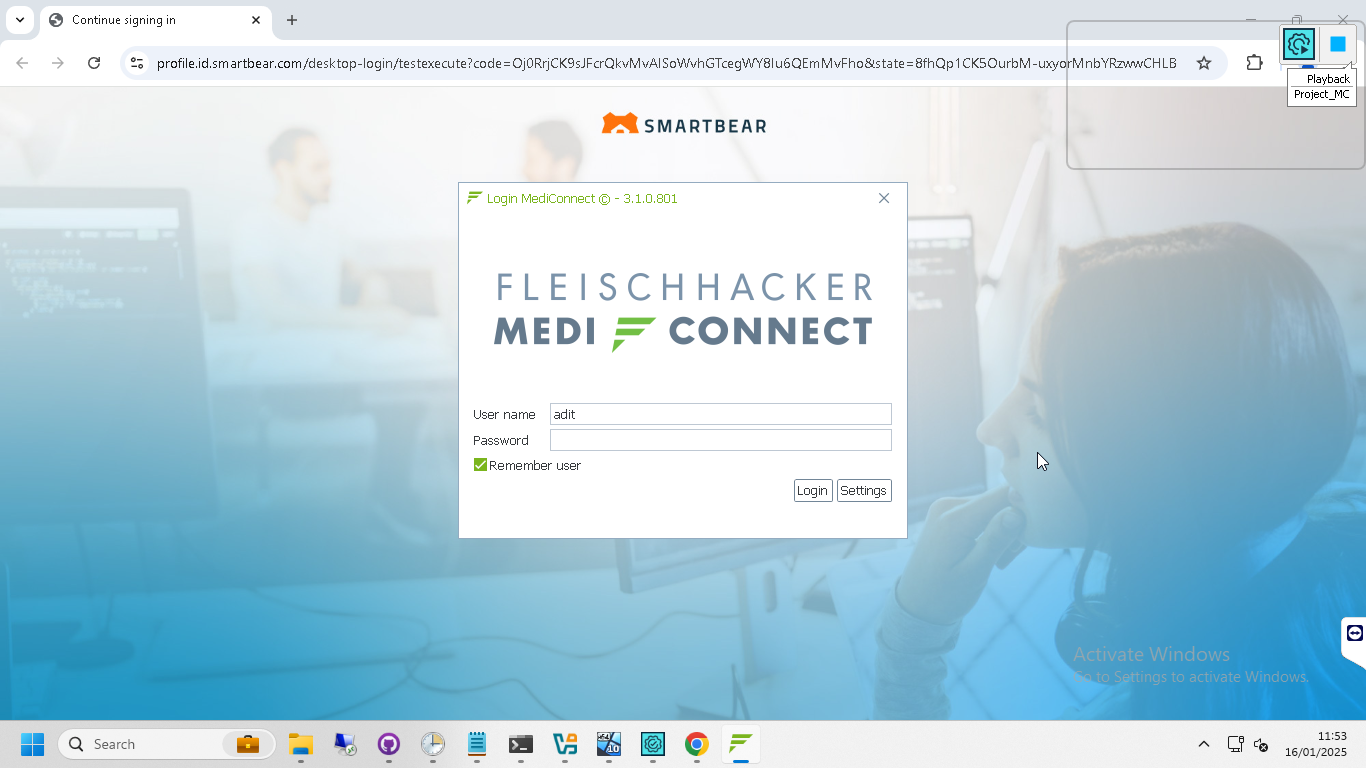 Continue signing in
profile.id.smartbear.com/desktop-login/testexecute?code=Oj0RrjCK9sJFcrQkvMvAlSoWvhGTcegWY8Iu6QEmMvFho&state=8fhQp1CK5OurbM-uxyorMnbYRzwwCHLB
Playback
Project_MC
SMARTBEAR
Login MediConnect © - 3.1.0.801
FLEISCHHACKER
MEDI CONNECT
User name
adit
Password
Remember user
Login
Settings
Activate Windows
Go to Settings to activate Windows.
Search
10
11:53
16/01/2025